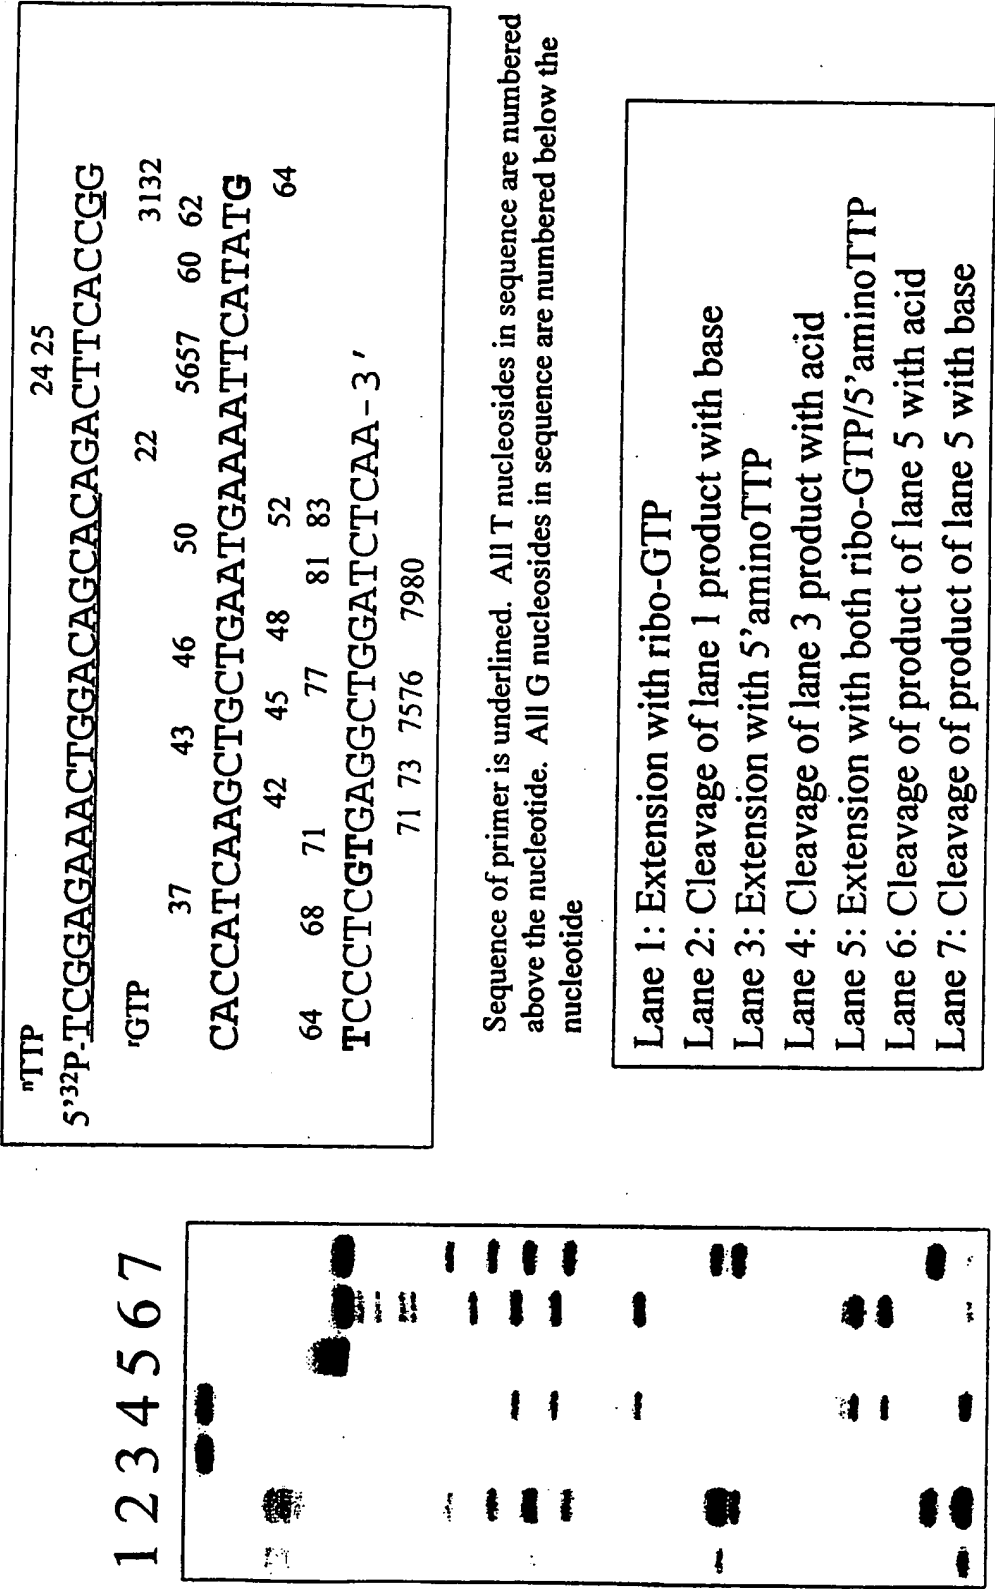 ⁿTTP
24 25
5'³²P-TCGGAGAAACTGGACAGCACAGACTTCACCGG
ʳGTP
22
3132
37 43 46 50 5657 60 62
CACCATCAAGCTGCTGAATGAAAATTCATATG
42 45 48 52 64
64 68 71 77 81 83
TCCCTCGTGAGGCTGGATCTCAA-3'
71 73 7576 7980
Sequence of primer is underlined. All T nucleosides in sequence are numbered
above the nucleotide. All G nucleosides in sequence are numbered below the
nucleotide
Lane 1: Extension with ribo-GTP
Lane 2: Cleavage of lane 1 product with base
Lane 3: Extension with 5'aminoTTP
Lane 4: Cleavage of lane 3 product with acid
Lane 5: Extension with both ribo-GTP/5'aminoTTP
Lane 6: Cleavage of product of lane 5 with acid
Lane 7: Cleavage of product of lane 5 with base
1 2 3 4 5 6 7